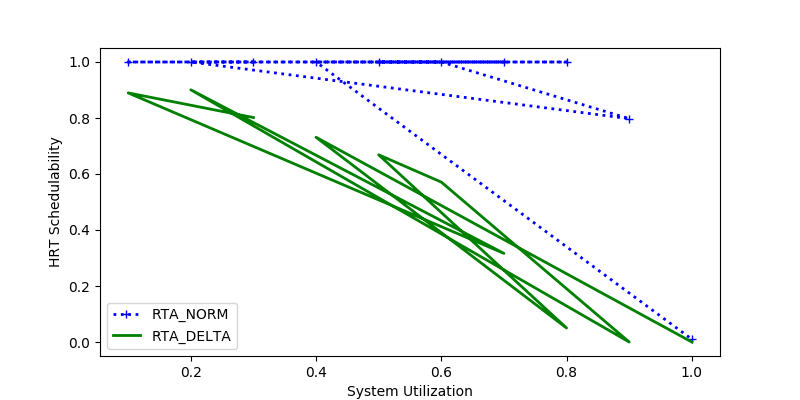 1.0
0.8
0.6
0.4
0.2
0.0
HRT Schedulability
RTA_NORM
RTA_DELTA
0.2 0.4 0.6 0.8 1.0
System Utilization